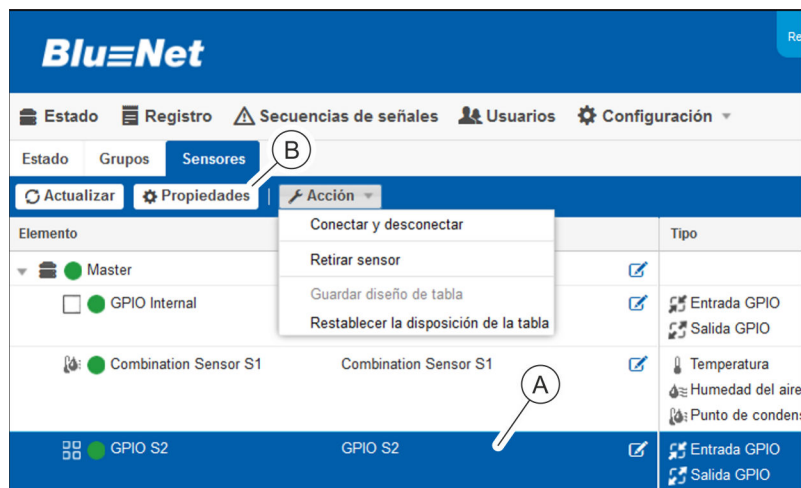 Blu≡Net
Re
Estado Registro Secuencias de señales Usuarios Configuración
Estado Grupos Sensores B
Actualizar Propiedades Acción
Conectar y desconectar
Retirar sensor
Guardar diseño de tabla
Restablecer la disposición de la tabla
Elemento Tipo
Master
GPIO Internal Entrada GPIO
Salida GPIO
Combination Sensor S1 Combination Sensor S1 Temperatura
A Humedad del aire
Punto de condens
GPIO S2 GPIO S2 Entrada GPIO
Salida GPIO